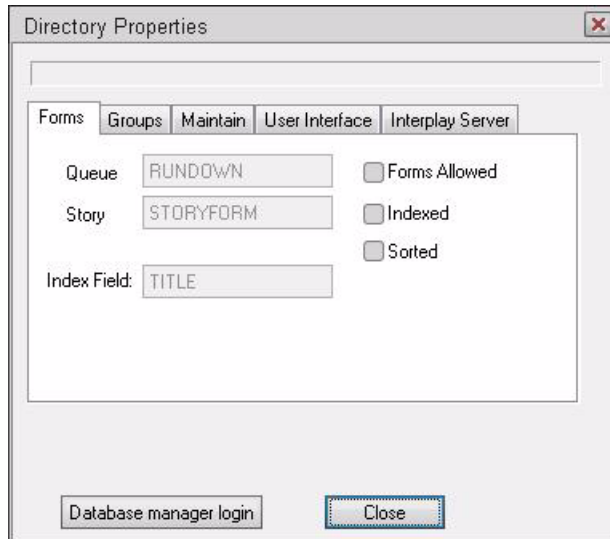 Directory Properties
Forms Groups Maintain User Interface Interplay Server
Queue RUNDOWN Forms Allowed
Story STORYFORM Indexed
Sorted
Index Field: TITLE
Database manager login Close